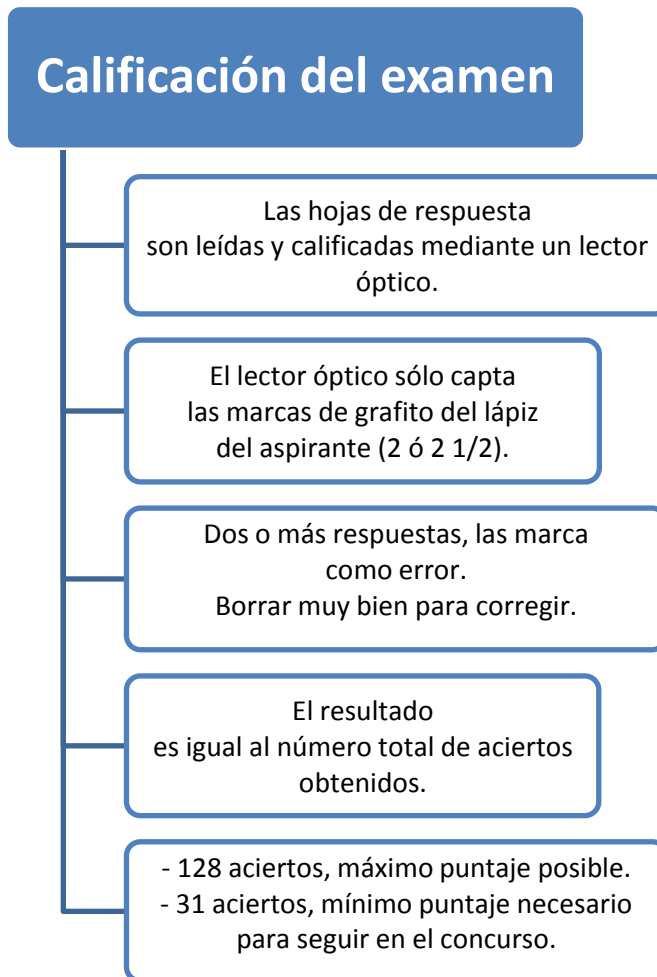 Calificación del examen
Las hojas de respuesta
son leídas y calificadas mediante un lector
óptico.
El lector óptico sólo capta
las marcas de grafito del lápiz
del aspirante (2 ó 2 1/2).
Dos o más respuestas, las marca
como error.
Borrar muy bien para corregir.
El resultado
es igual al número total de aciertos
obtenidos.
- 128 aciertos, máximo puntaje posible.
- 31 aciertos, mínimo puntaje necesario
para seguir en el concurso.